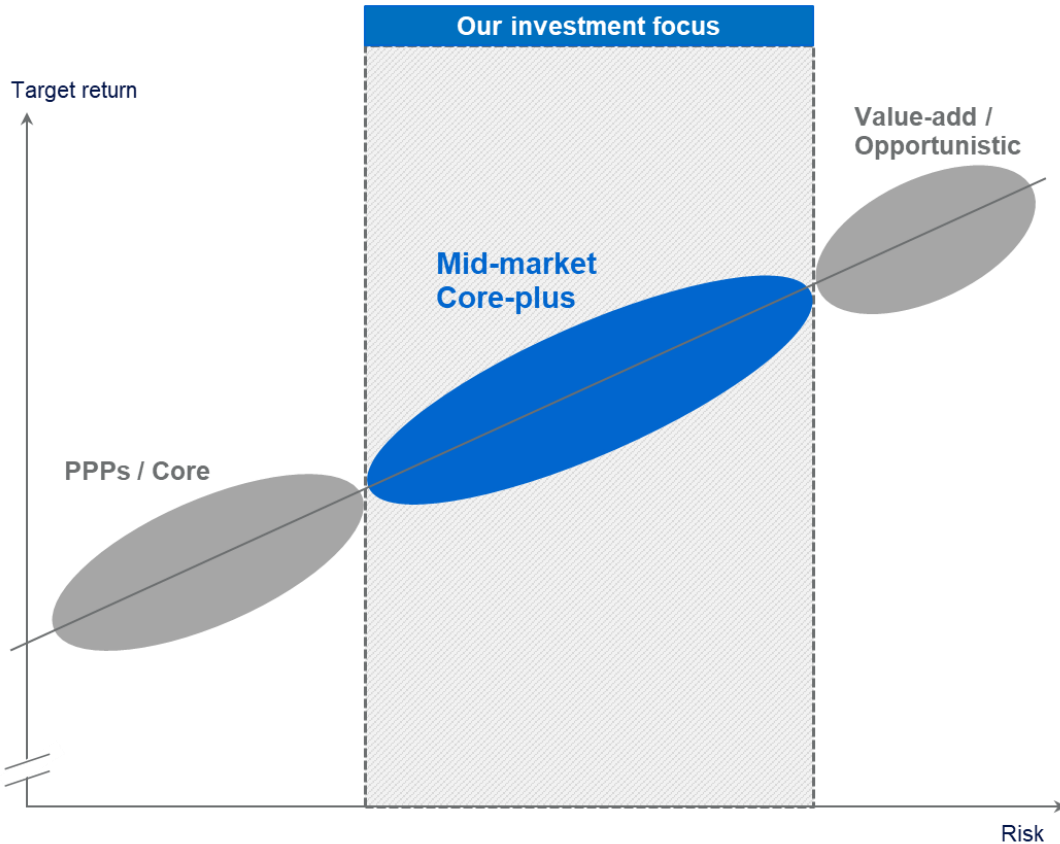 Our investment focus
Target return
Value-add /
Opportunistic
Mid-market
Core-plus
PPPs / Core
Risk